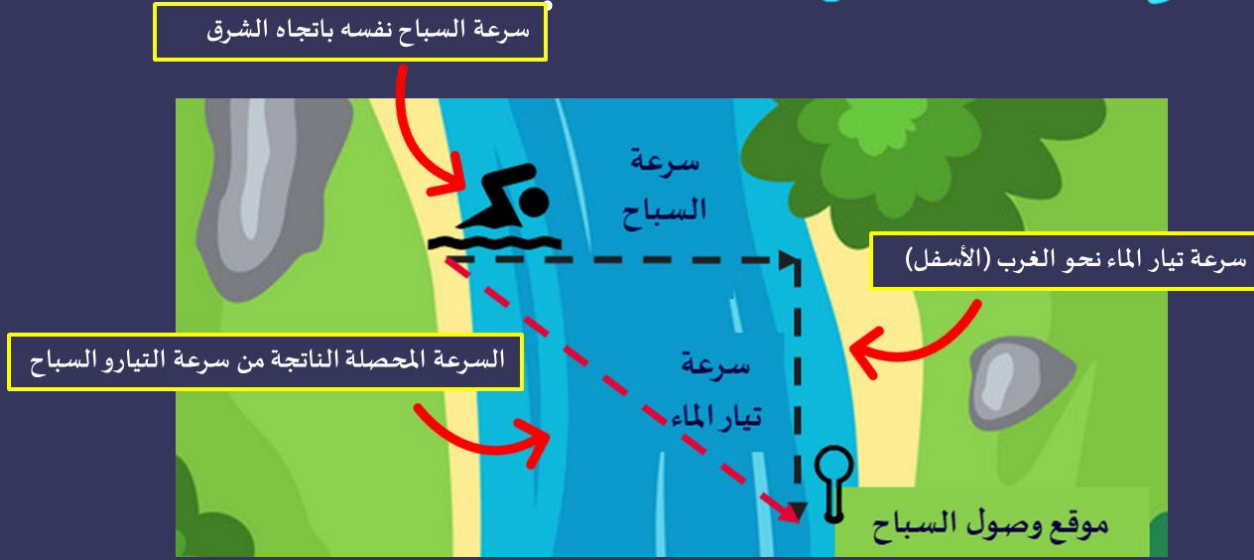 سرعة السباح نفسه باتجاه الشرق
سرعة
السباح
سرعة تيار الماء نحو الغرب (الأسفل)
السرعة المحصلة الناتجة من سرعة التيارو السباح
سرعة
تيار الماء
موقع وصول السباح